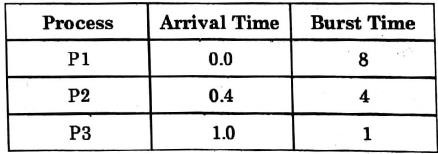 Process Arrival Time Burst Time
P1 0.0 8
P2 0.4 4
P3 1.0 1